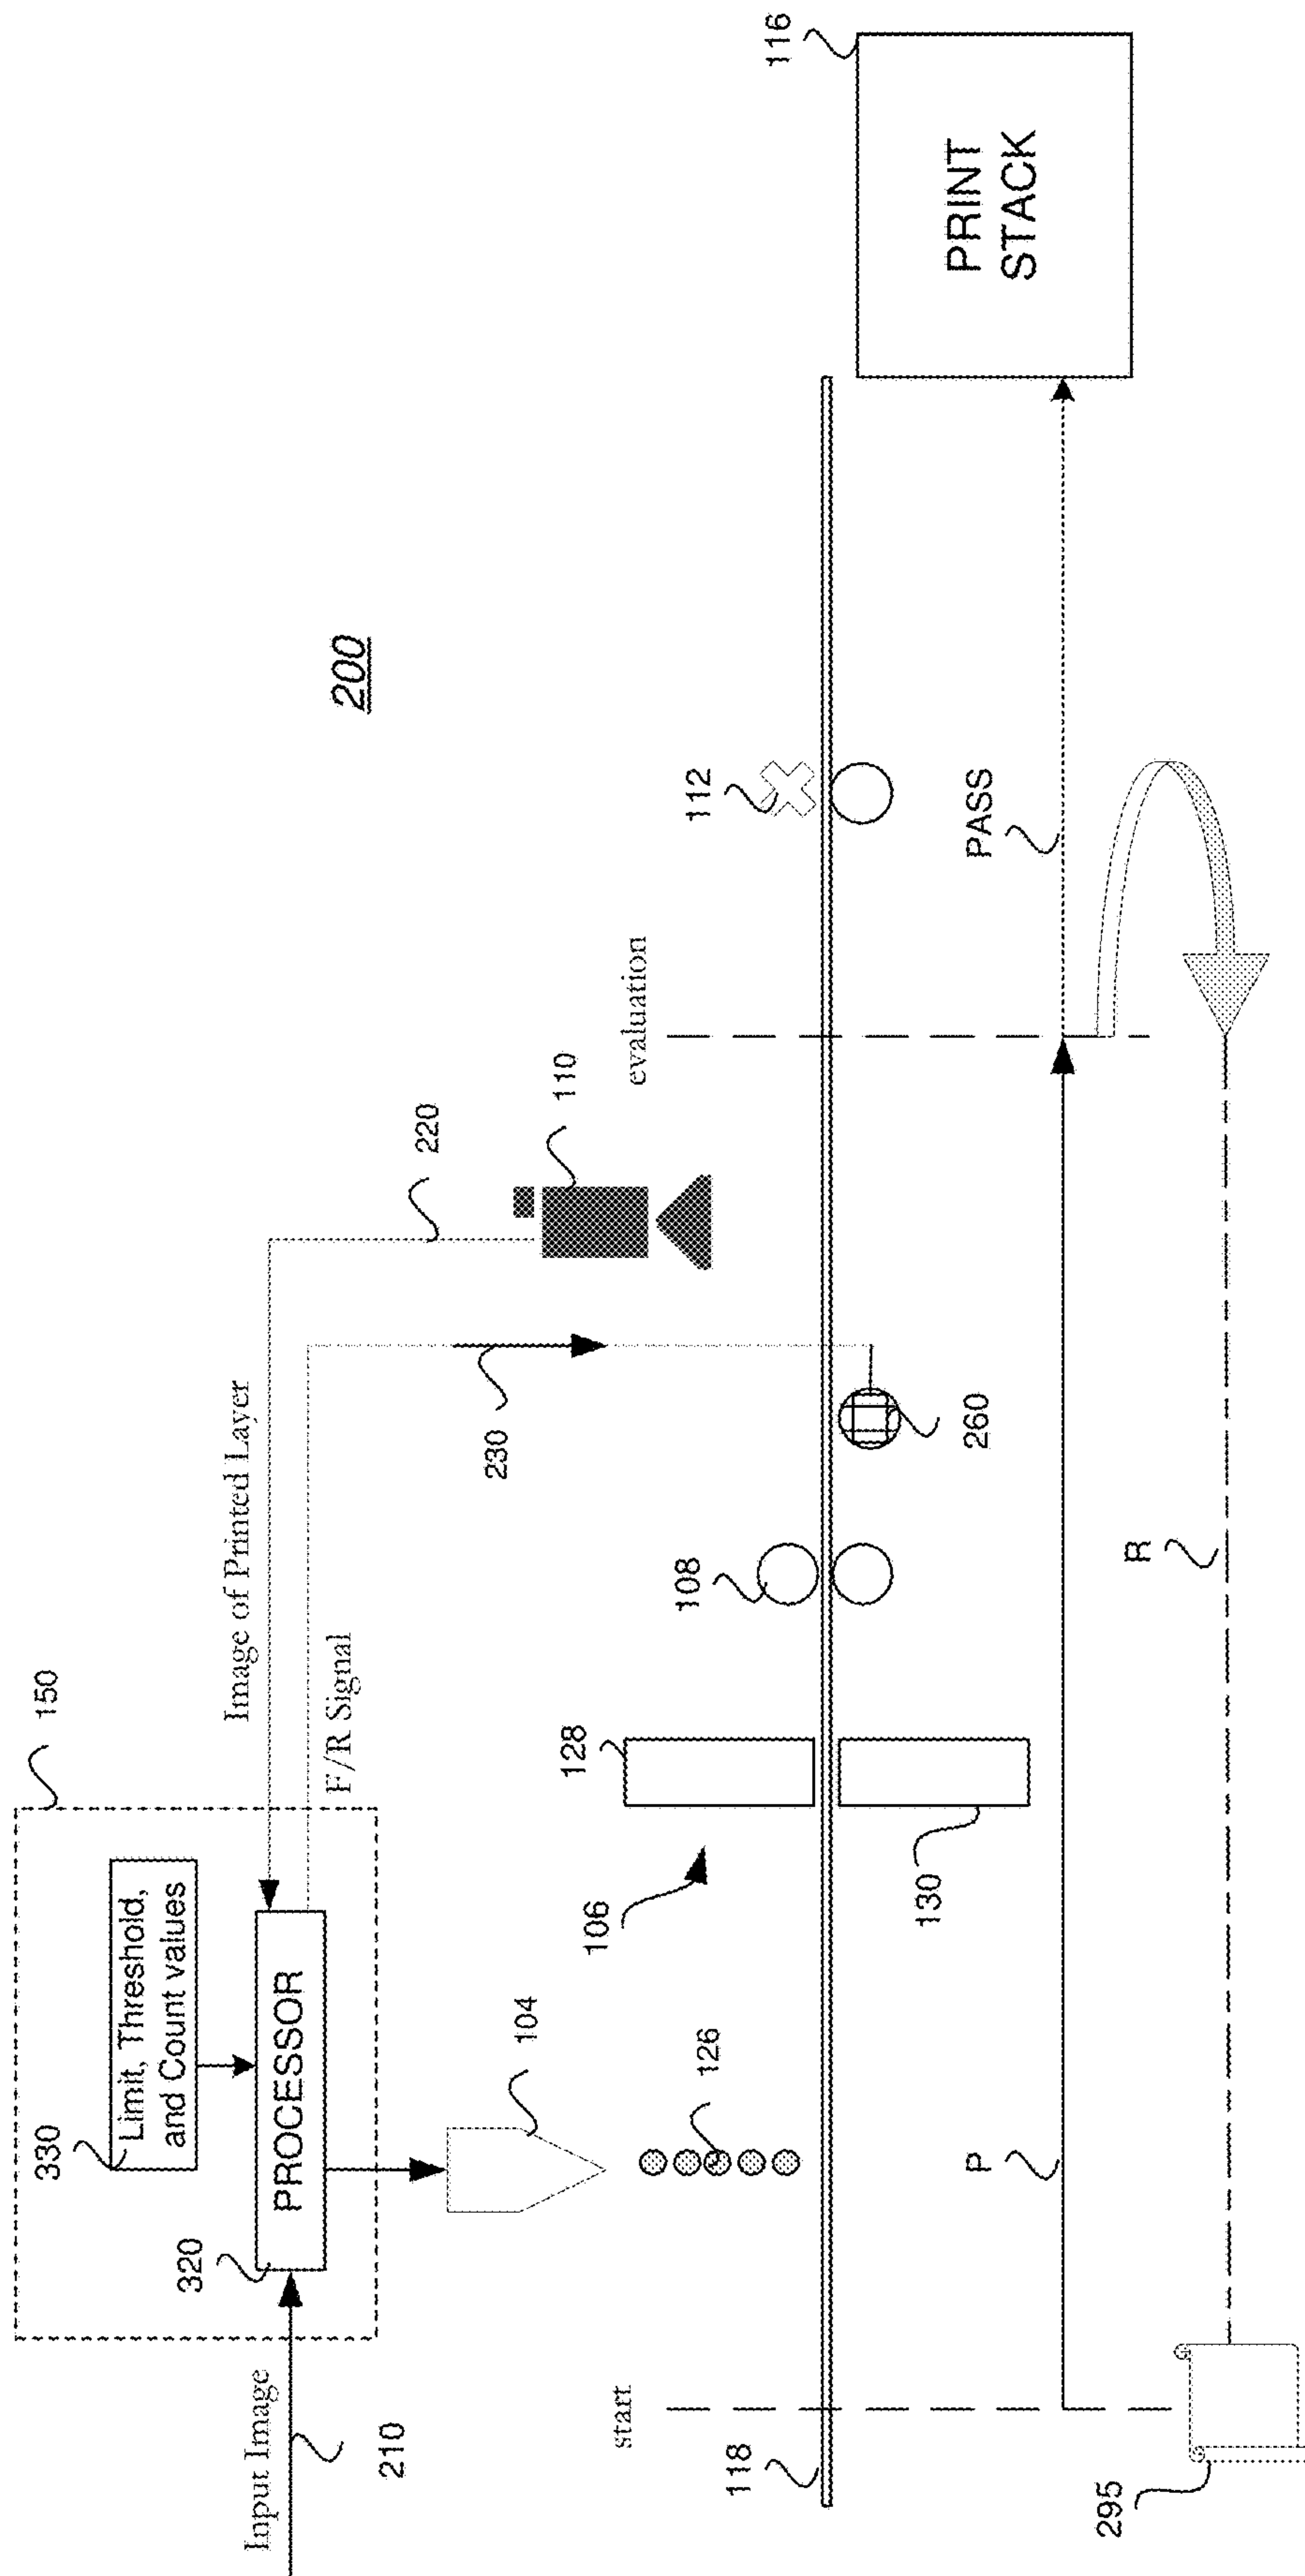 200
150
330
Limit, Threshold,
and Count values
320
PROCESSOR
Input Image
210
Image of Printed Layer
F/R Signal
220
230
104
110
126
106
128
130
108
260
112
116
PRINT
STACK
start
evaluation
118
P
PASS
R
295